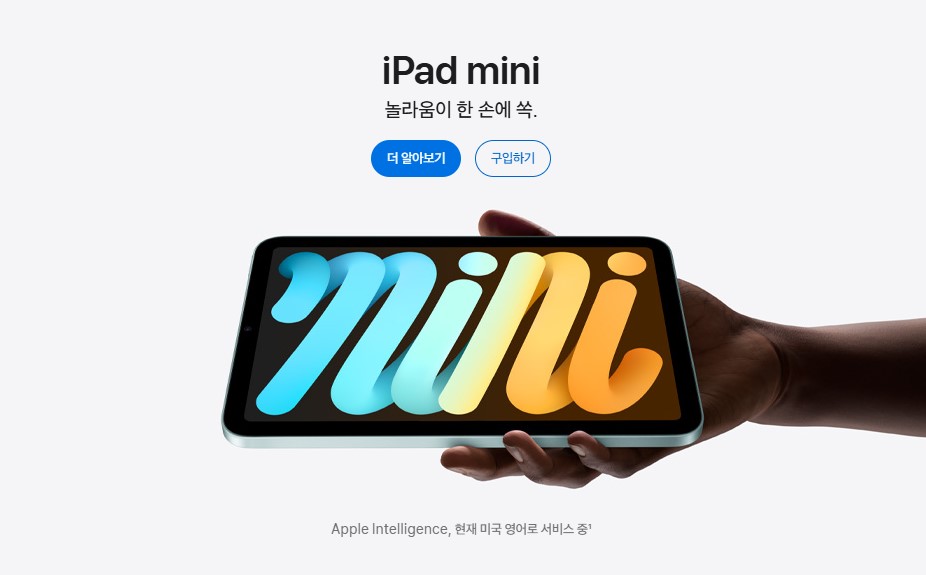 iPad mini
놀라움이 한 손에 쏙.
더 알아보기 구입하기
mini
Apple Intelligence, 현재 미국 영어로 서비스 중¹